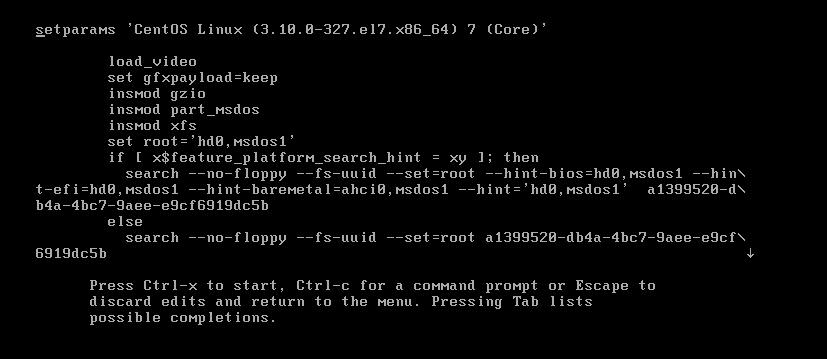 setparams 'CentOS Linux (3.10.0-327.el7.x86_64) 7 (Core)'
load_video
set gfxpayload=keep
insmod gzio
insmod part_msdos
insmod xfs
set root='hd0,msdos1'
if [ x$feature_platform_search_hint = xy ]; then
search --no-floppy --fs-uuid --set=root --hint-bios=hd0,msdos1 --hin\
t-efi=hd0,msdos1 --hint-baremetal=ahci0,msdos1 --hint='hd0,msdos1'  a1399520-d\
b4a-4bc7-9aee-e9cf6919dc5b
else
search --no-floppy --fs-uuid --set=root a1399520-db4a-4bc7-9aee-e9cf\
6919dc5b ↓
Press Ctrl-x to start, Ctrl-c for a command prompt or Escape to
discard edits and return to the menu. Pressing Tab lists
possible completions.